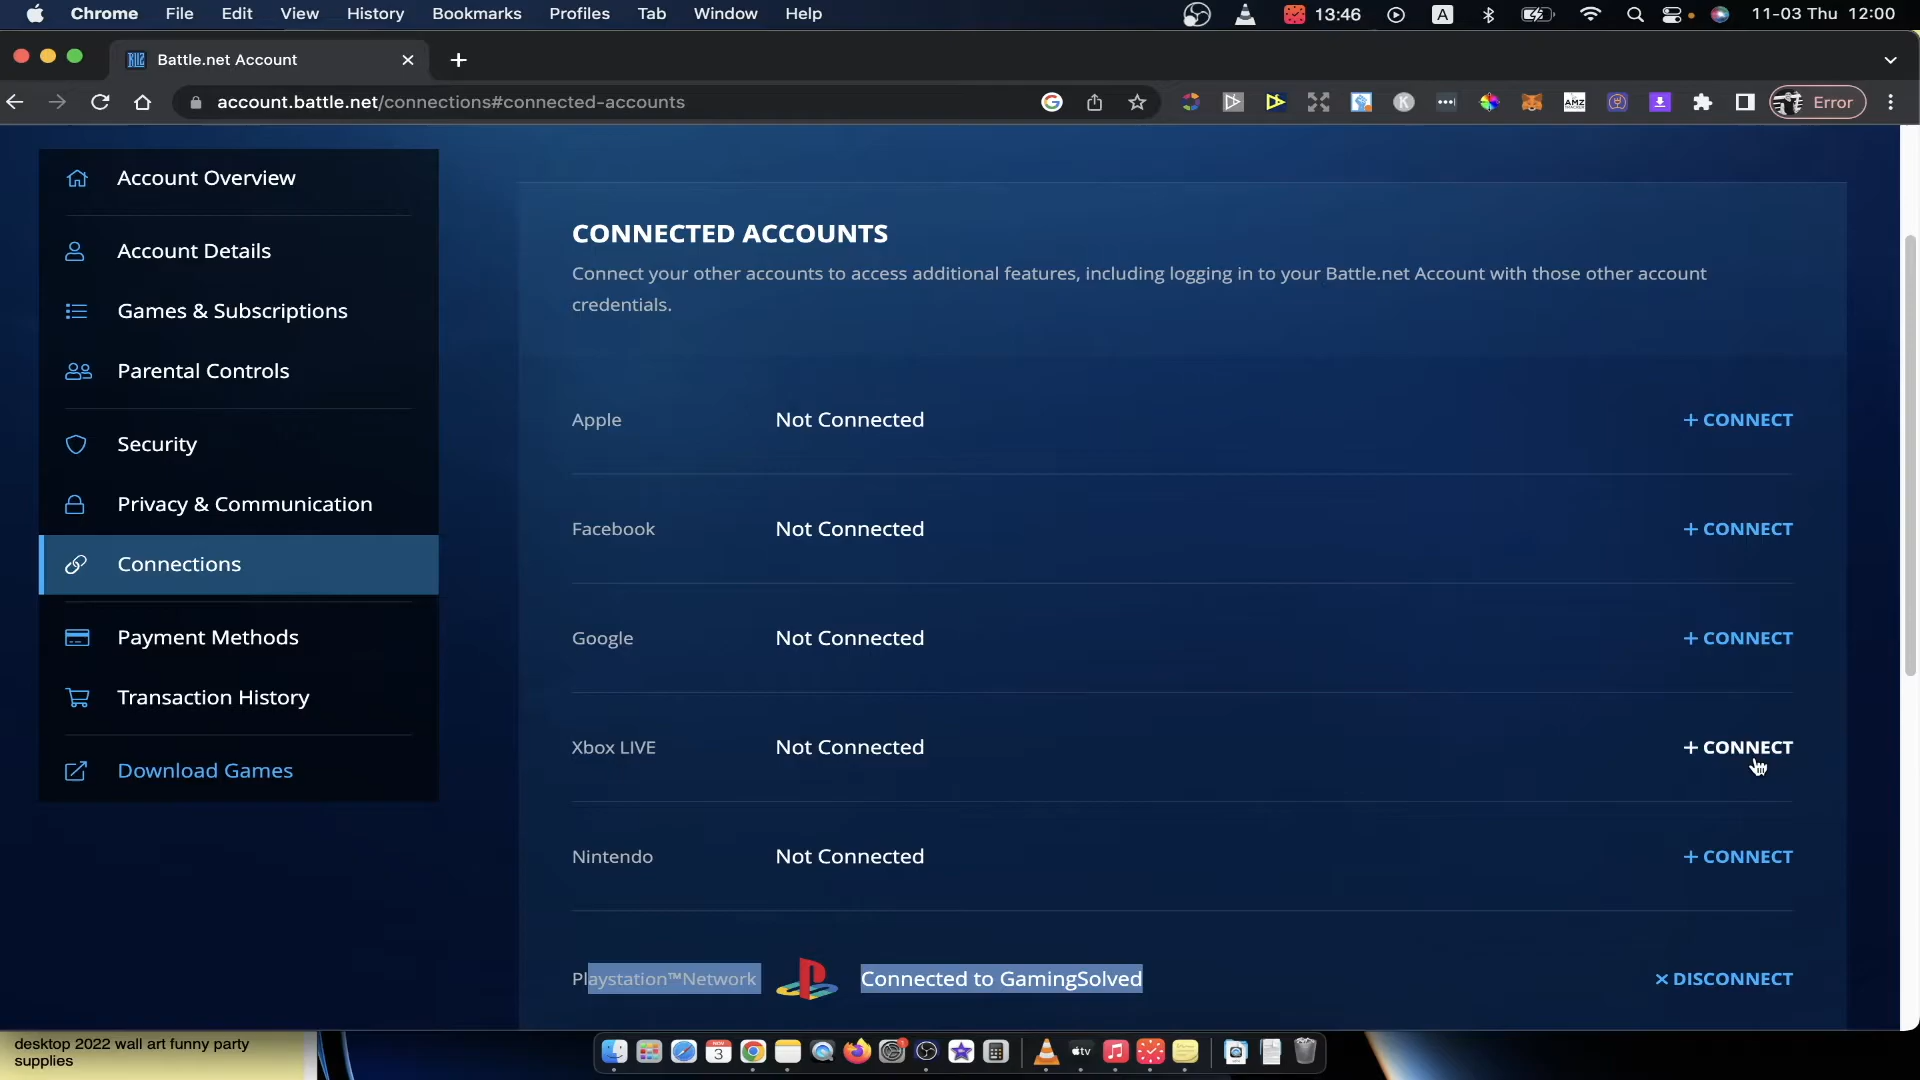 Chrome File Edit View History Bookmarks Profiles Tab Window Help 13:46 A 11-03 Thu 12:00
Battle.net Account
account.battle.net/connections#connected-accounts Error
Account Overview
Account Details
Games & Subscriptions
Parental Controls
Security
Privacy & Communication
Connections
Payment Methods
Transaction History
Download Games
CONNECTED ACCOUNTS
Connect your other accounts to access additional features, including logging in to your Battle.net Account with those other account
credentials.
Apple Not Connected + CONNECT
Facebook Not Connected + CONNECT
Google Not Connected + CONNECT
Xbox LIVE Not Connected + CONNECT
Nintendo Not Connected + CONNECT
Playstation™Network Connected to GamingSolved × DISCONNECT
desktop 2022 wall art funny party
supplies